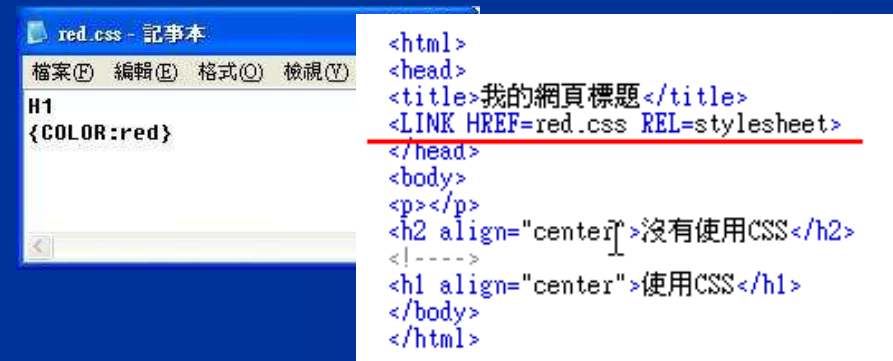 red.css - 記事本
檔案(F) 編輯(E) 格式(O) 檢視(V)
H1
{COLOR:red}
<html>
<head>
<title>我的網頁標題</title>
<LINK HREF=red.css REL=stylesheet>
</head>
<body>
<p></p>
<h2 align="center">沒有使用CSS</h2>
<!---->
<h1 align="center">使用CSS</h1>
</body>
</html>